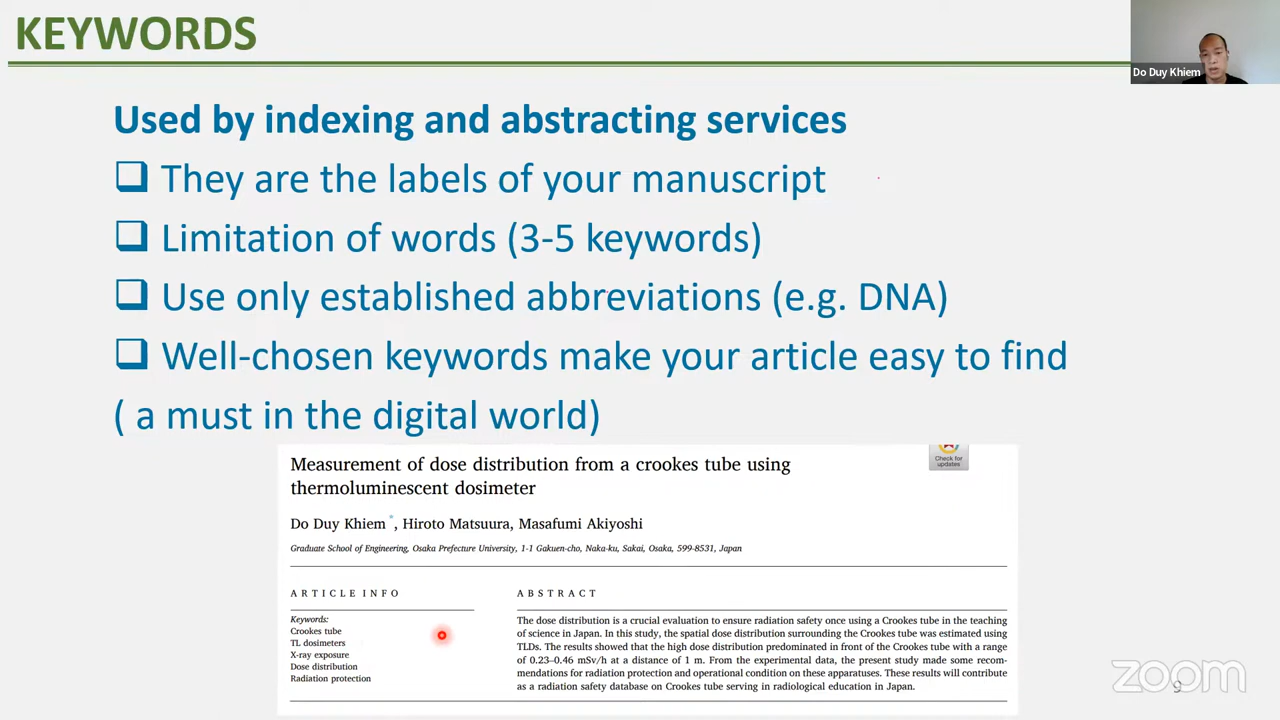 KEYWORDS
Do Duy Khiem
Used by indexing and abstracting services
They are the labels of your manuscript
Limitation of words (3-5 keywords)
Use only established abbreviations (e.g. DNA)
Well-chosen keywords make your article easy to find
( a must in the digital world)
Check for
updates
Measurement of dose distribution from a crookes tube using
thermoluminescent dosimeter
Do Duy Khiem *, Hiroto Matsuura, Masafumi Akiyoshi
Graduate School of Engineering, Osaka Prefecture University, 1-1 Gakuen-cho, Naka-ku, Sakai, Osaka, 599-8531, Japan
ARTICLE INFO
Keywords:
Crookes tube
TL dosimeters
X-ray exposure
Dose distribution
Radiation protection
ABSTRACT
The dose distribution is a crucial evaluation to ensure radiation safety once using a Crookes tube in the teaching
of science in Japan. In this study, the spatial dose distribution surrounding the Crookes tube was estimated using
TLDs. The results showed that the high dose distribution predominated in front of the Crookes tube with a range
of 0.23–0.46 mSv/h at a distance of 1 m. From the experimental data, the present study made some recom-
mendations for radiation protection and operational condition on these apparatuses. These results will contribute
as a radiation safety database on Crookes tube serving in radiological education in Japan.
zoom
9